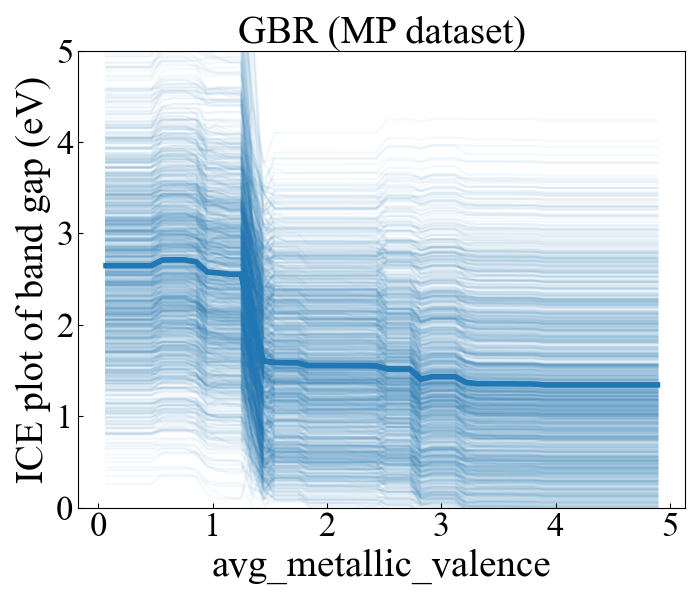 GBR (MP dataset)
ICE plot of band gap (eV)
5
4
3
2
1
0
0 1 2 3 4 5
avg_metallic_valence